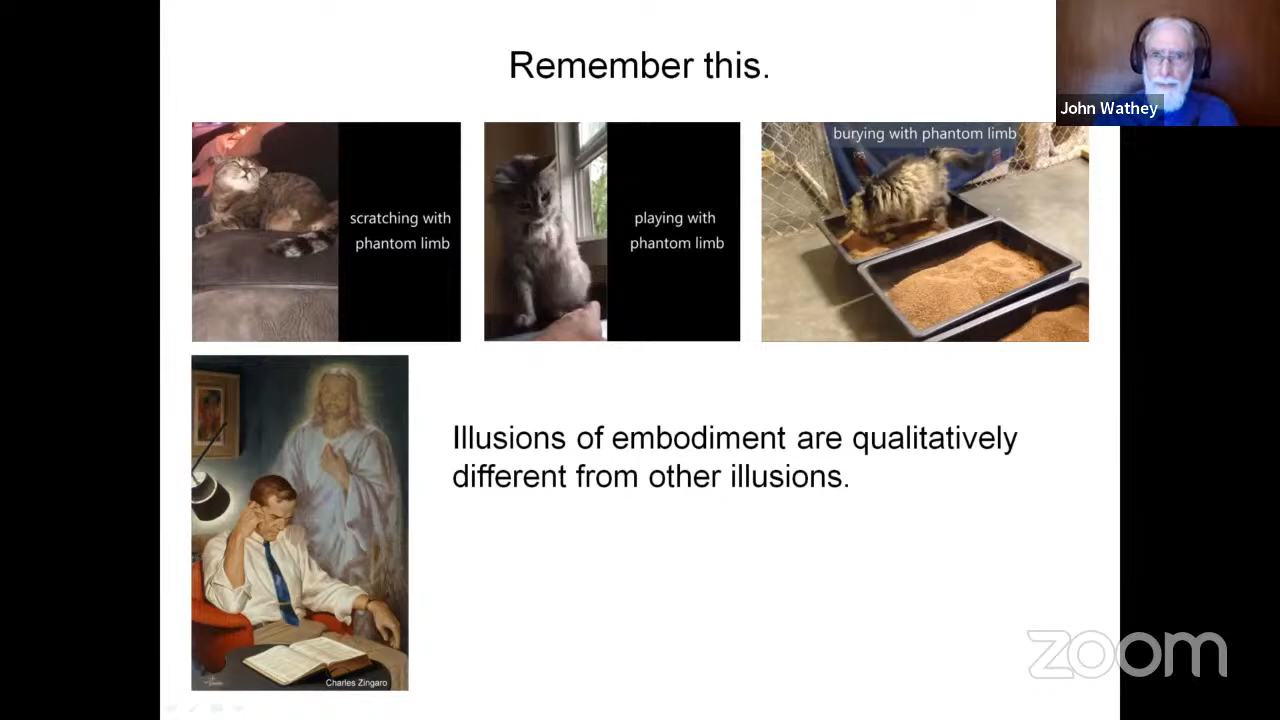 Remember this.
John Wathey
scratching with
phantom limb
playing with
phantom limb
burying with phantom limb
Illusions of embodiment are qualitatively
different from other illusions.
Charles Zingaro
zoom